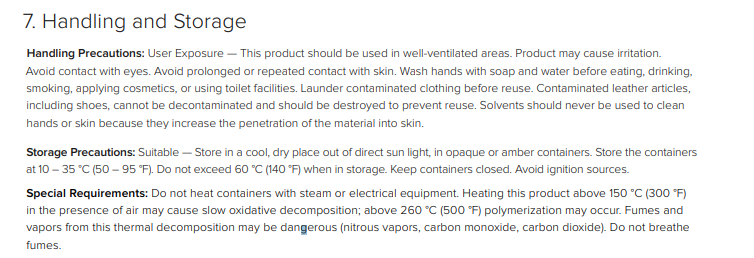 7. Handling and Storage
Handling Precautions: User Exposure — This product should be used in well-ventilated areas. Product may cause irritation.
Avoid contact with eyes. Avoid prolonged or repeated contact with skin. Wash hands with soap and water before eating, drinking,
smoking, applying cosmetics, or using toilet facilities. Launder contaminated clothing before reuse. Contaminated leather articles,
including shoes, cannot be decontaminated and should be destroyed to prevent reuse. Solvents should never be used to clean
hands or skin because they increase the penetration of the material into skin.
Storage Precautions: Suitable — Store in a cool, dry place out of direct sun light, in opaque or amber containers. Store the containers
at 10 – 35 °C (50 – 95 °F). Do not exceed 60 °C (140 °F) when in storage. Keep containers closed. Avoid ignition sources.
Special Requirements: Do not heat containers with steam or electrical equipment. Heating this product above 150 °C (300 °F)
in the presence of air may cause slow oxidative decomposition; above 260 °C (500 °F) polymerization may occur. Fumes and
vapors from this thermal decomposition may be dangerous (nitrous vapors, carbon monoxide, carbon dioxide). Do not breathe
fumes.